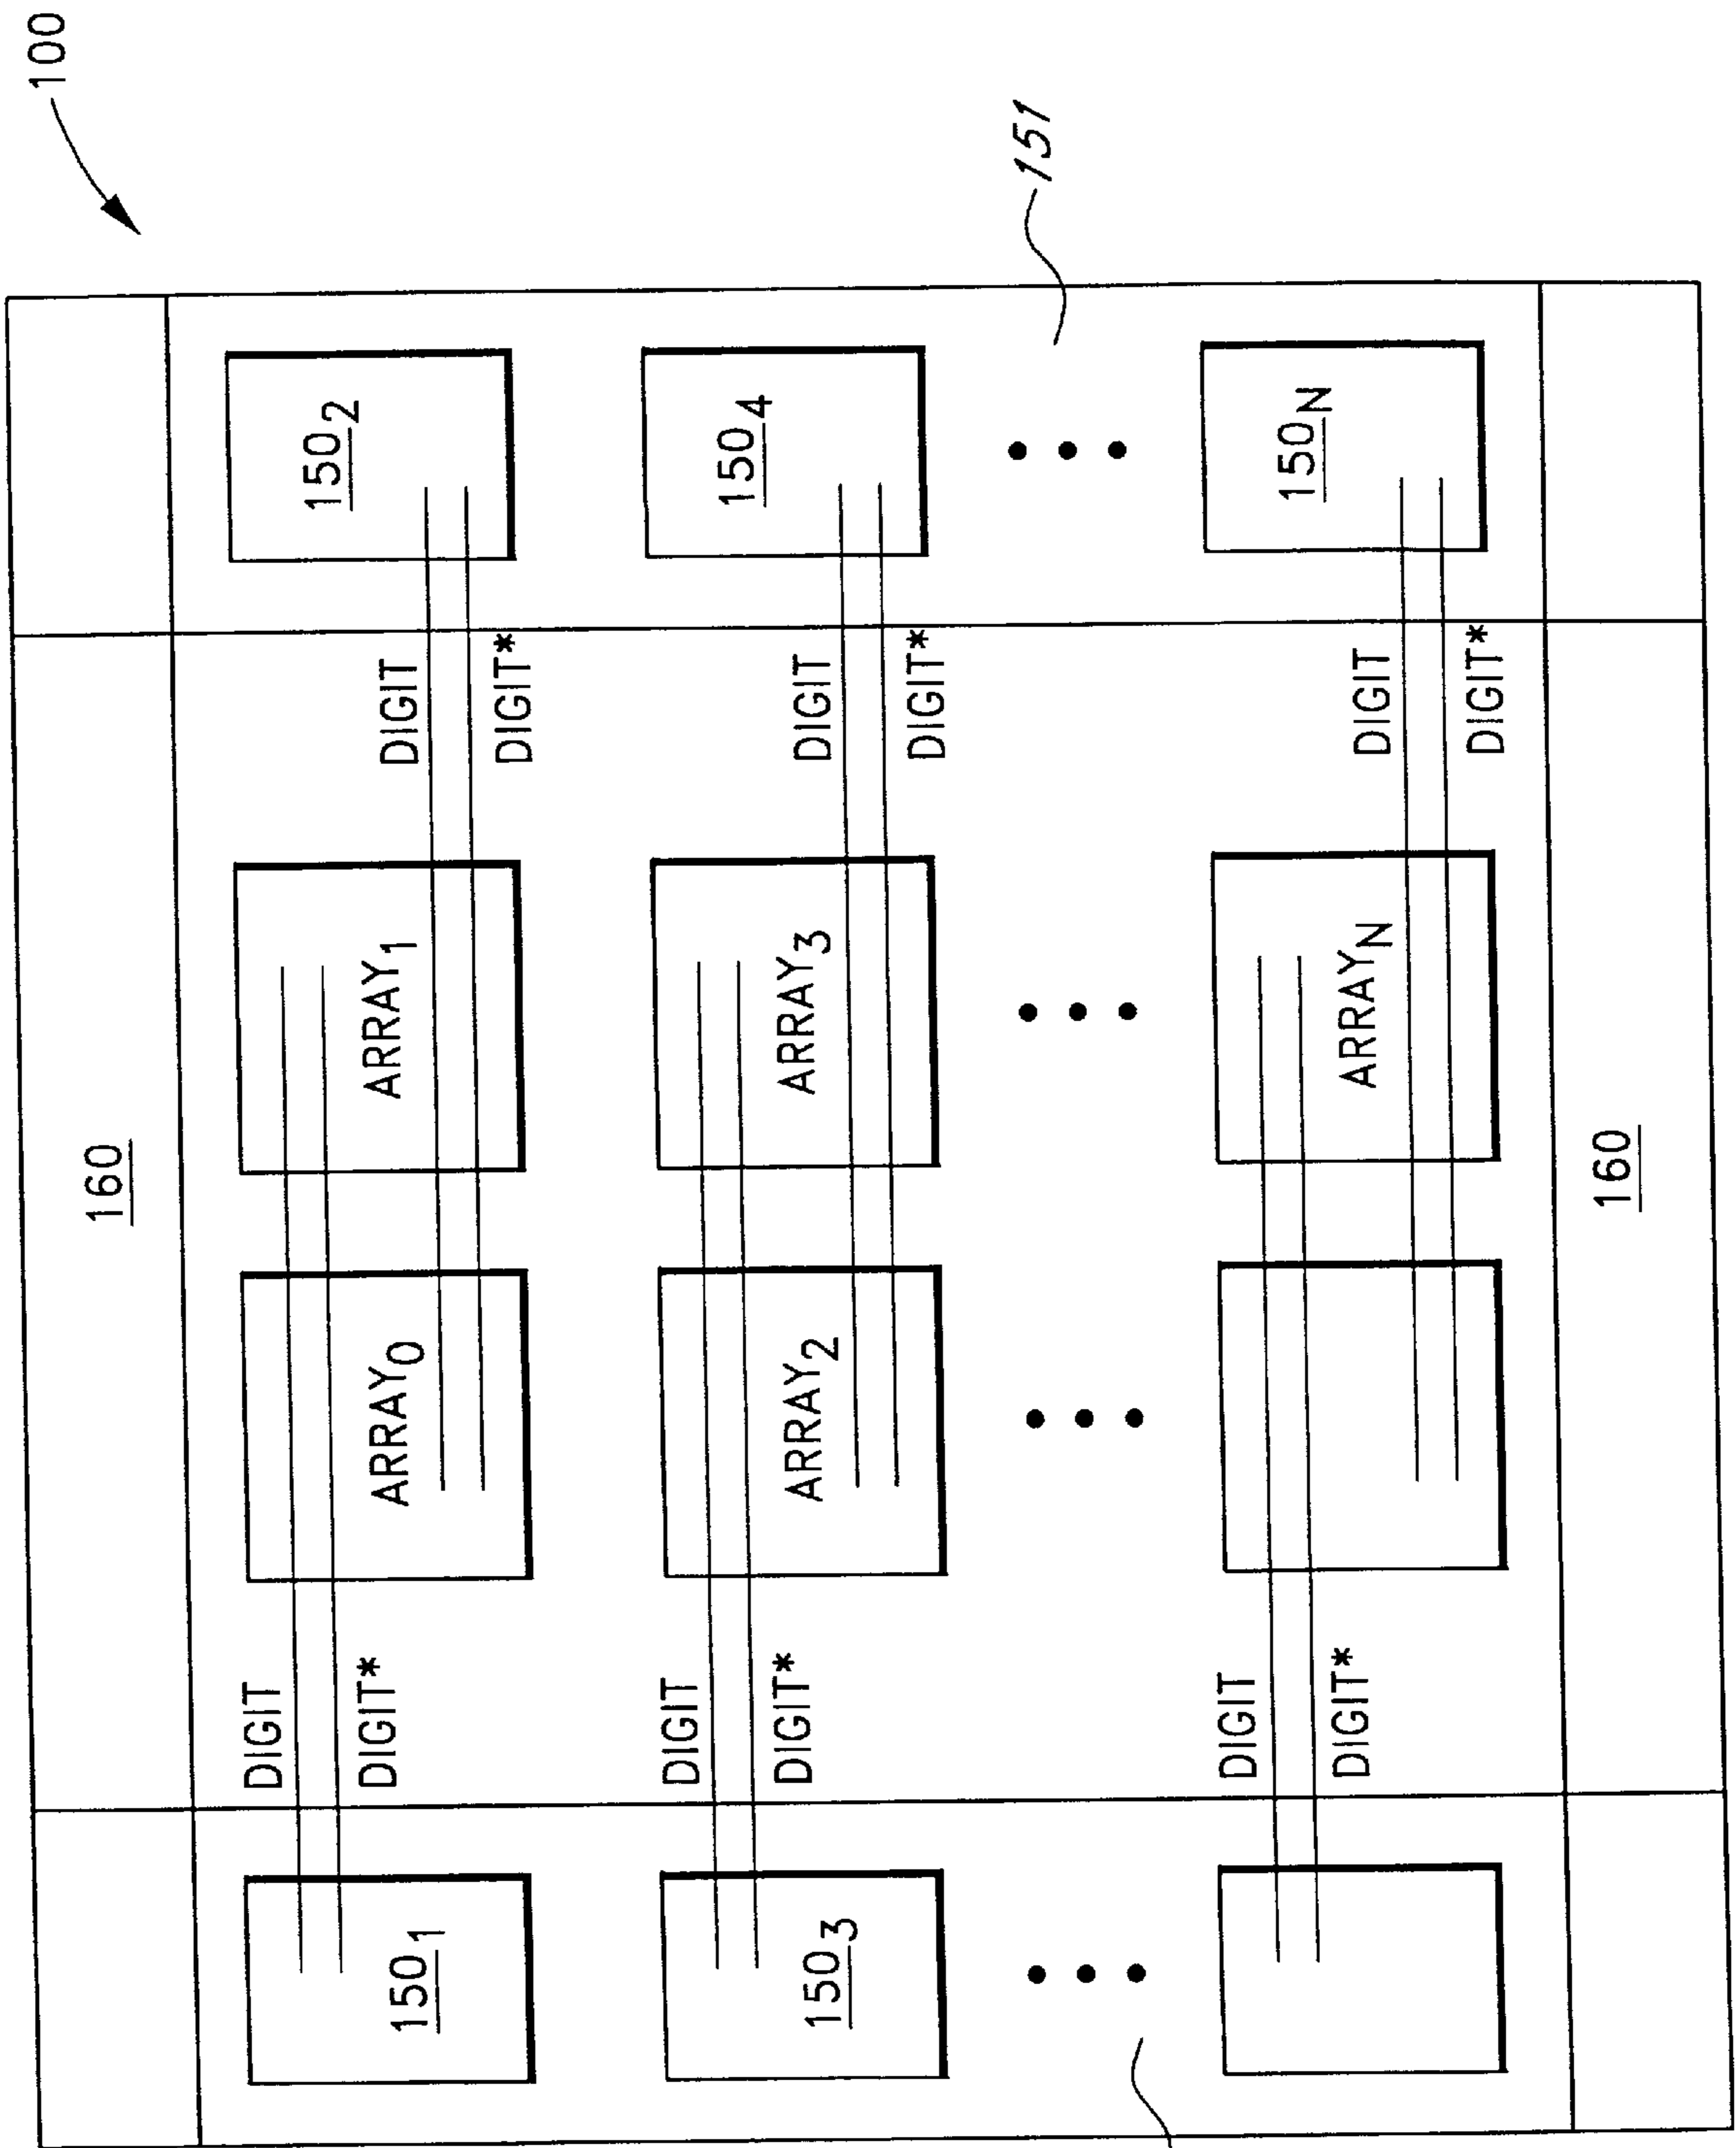 100
160
DIGIT
150₂
DIGIT*
150₁ ARRAY₀ ARRAY₁ DIGIT
DIGIT*
DIGIT
150₄
DIGIT*
150₃ ARRAY₂ ARRAY₃ DIGIT
DIGIT*
151
DIGIT
150N
DIGIT*
ARRAYN DIGIT
DIGIT*
160